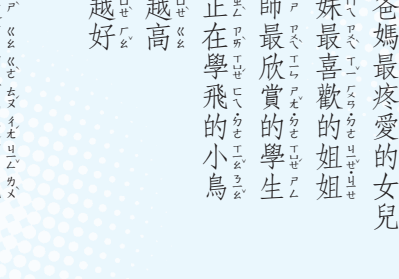 爸媽最疼愛的女兒
妹最喜歡的姐姐
師最欣賞的學生
正在學飛的小鳥
越高
越好